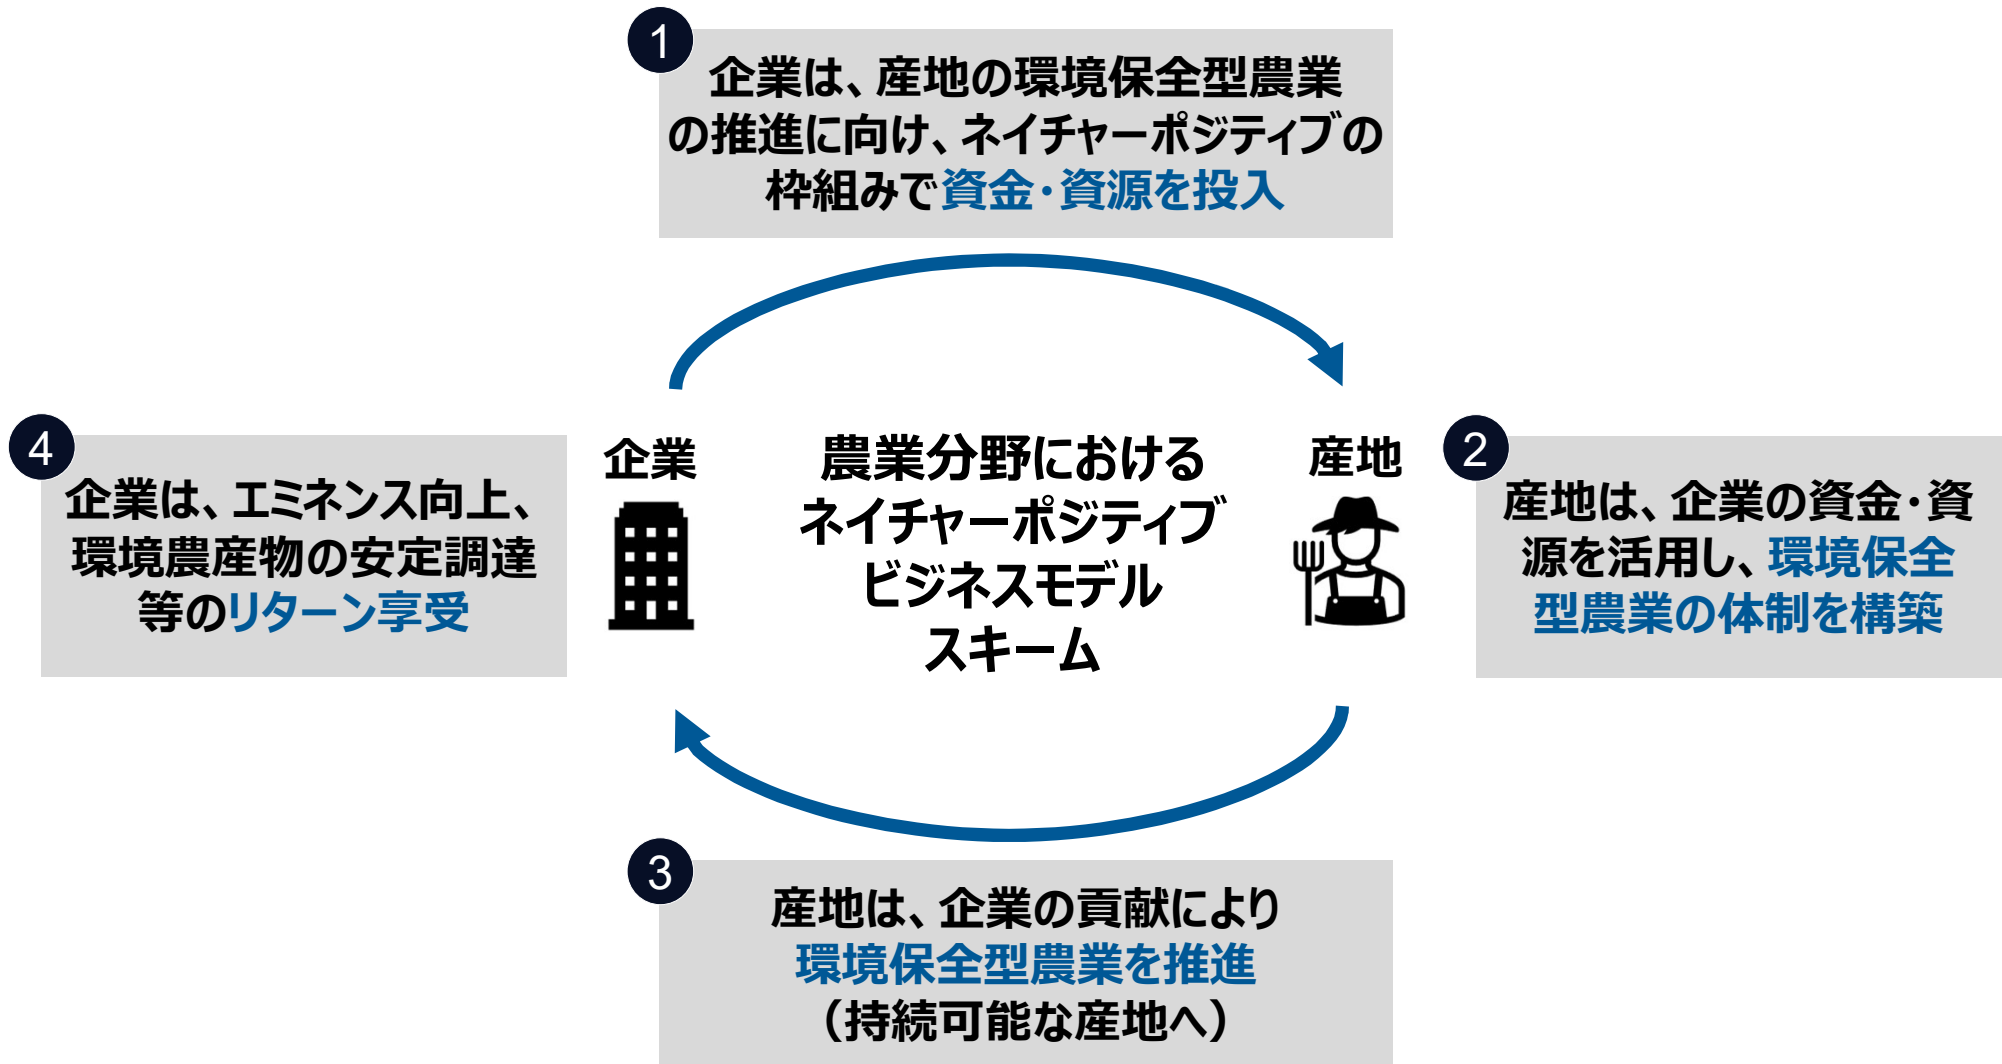 1
企業は、産地の環境保全型農業
の推進に向け、ネイチャーポジティブの
枠組みで資金・資源を投入
4
企業は、エミネンス向上、
環境農産物の安定調達
等のリターン享受
企業
農業分野における
ネイチャーポジティブ
ビジネスモデル
スキーム
産地
2
産地は、企業の資金・資
源を活用し、環境保全
型農業の体制を構築
3
産地は、企業の貢献により
環境保全型農業を推進
（持続可能な産地へ）